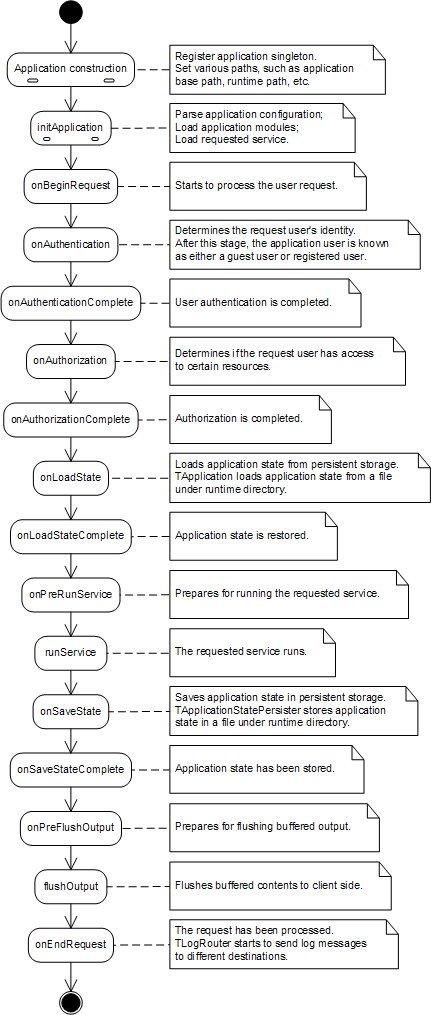 Application construction
Register application singleton.
Set various paths, such as application
base path, runtime path, etc.
initApplication
Parse application configuration;
Load application modules;
Load requested service.
onBeginRequest
Starts to process the user request.
onAuthentication
Determines the request user's identity.
After this stage, the application user is known
as either a guest user or registered user.
onAuthenticationComplete
User authentication is completed.
onAuthorization
Determines if the request user has access
to certain resources.
onAuthorizationComplete
Authorization is completed.
onLoadState
Loads application state from persistent storage.
TApplication loads application state from a file
under runtime directory.
onLoadStateComplete
Application state is restored.
onPreRunService
Prepares for running the requested service.
runService
The requested service runs.
onSaveState
Saves application state in persistent storage.
TApplicationStatePersister stores application
state in a file under runtime directory.
onSaveStateComplete
Application state has been stored.
onPreFlushOutput
Prepares for flushing buffered output.
flushOutput
Flushes buffered contents to client side.
onEndRequest
The request has been processed.
TLogRouter starts to send log messages
to different destinations.